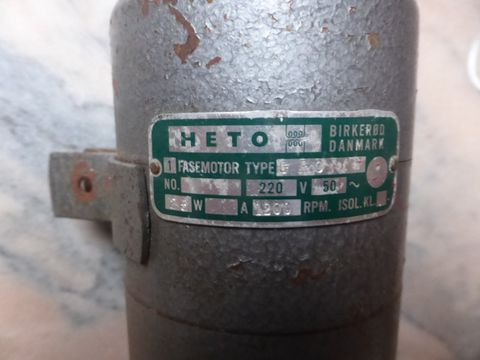 HETO BIRKERØD DANMARK
1 FASEMOTOR TYPE
NO. 220 V 50 ~
W A RPM. ISOL.KL.